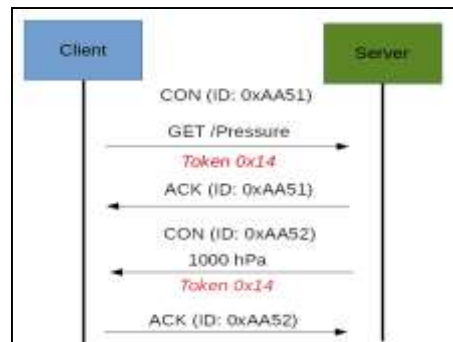 Client
Server
CON (ID: 0xAA51)
GET /Pressure
Token 0x14
ACK (ID: 0xAA51)
CON (ID: 0xAA52)
1000 hPa
Token 0x14
ACK (ID: 0xAA52)